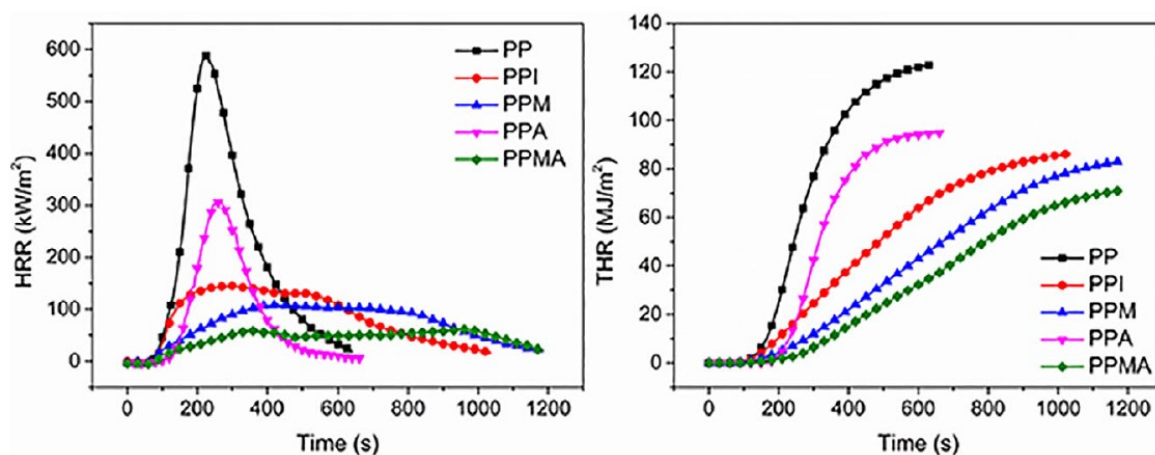 HRR (kW/m²)
600
500
400
300
200
100
0
PP
PPI
PPM
PPA
PPMA
0 200 400 600 800 1000 1200
Time (s)
THR (MJ/m²)
140
120
100
80
60
40
20
0
PP
PPI
PPM
PPA
PPMA
0 200 400 600 800 1000 1200
Time (s)